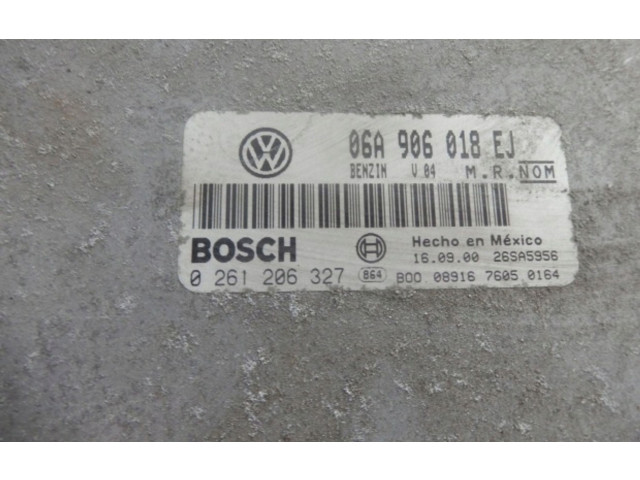 06A 906 018 EJ
BENZIN V.04 M.R. NOM
BOSCH Hecho en México
16.09.00 26SA5956
0 261 206 327 864 B00 08916 7605 0164